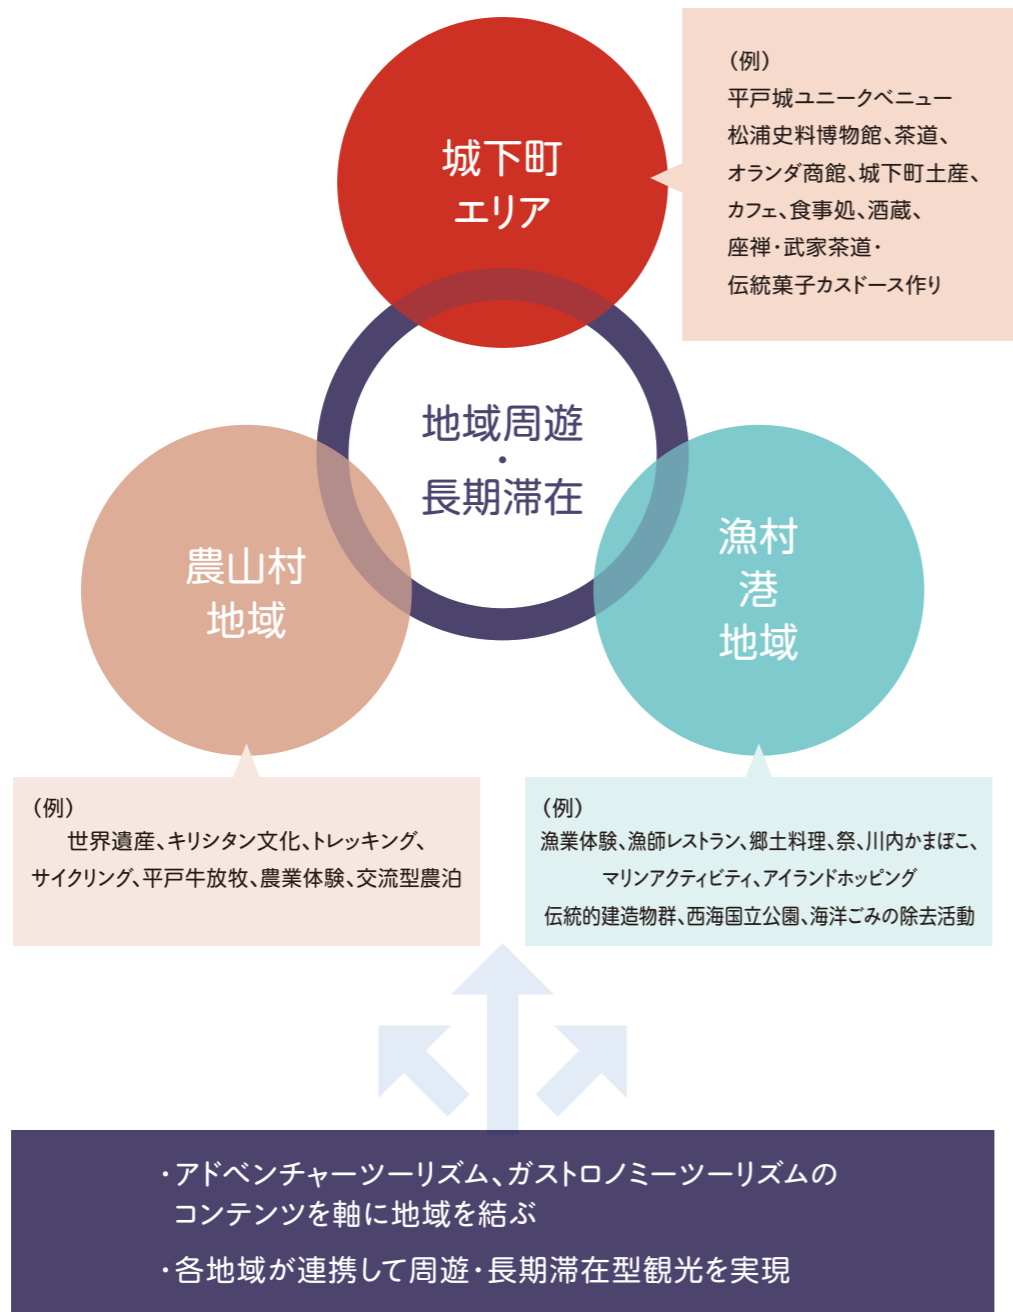 城下町
エリア
(例)
平戸城ユニークベニュー
松浦史料博物館、茶道、
オランダ商館、城下町土産、
カフェ、食事処、酒蔵、
座禅・武家茶道・
伝統菓子カスドース作り
地域周遊
・
長期滞在
農山村
地域
漁村
港
地域
(例)
世界遺産、キリシタン文化、トレッキング、
サイクリング、平戸牛放牧、農業体験、交流型農泊
(例)
漁業体験、漁師レストラン、郷土料理、祭、川内かまぼこ、
マリンアクティビティ、アイランドホッピング
伝統的建造物群、西海国立公園、海洋ごみの除去活動
・アドベンチャーツーリズム、ガストロノミーツーリズムの
コンテンツを軸に地域を結ぶ
・各地域が連携して周遊・長期滞在型観光を実現